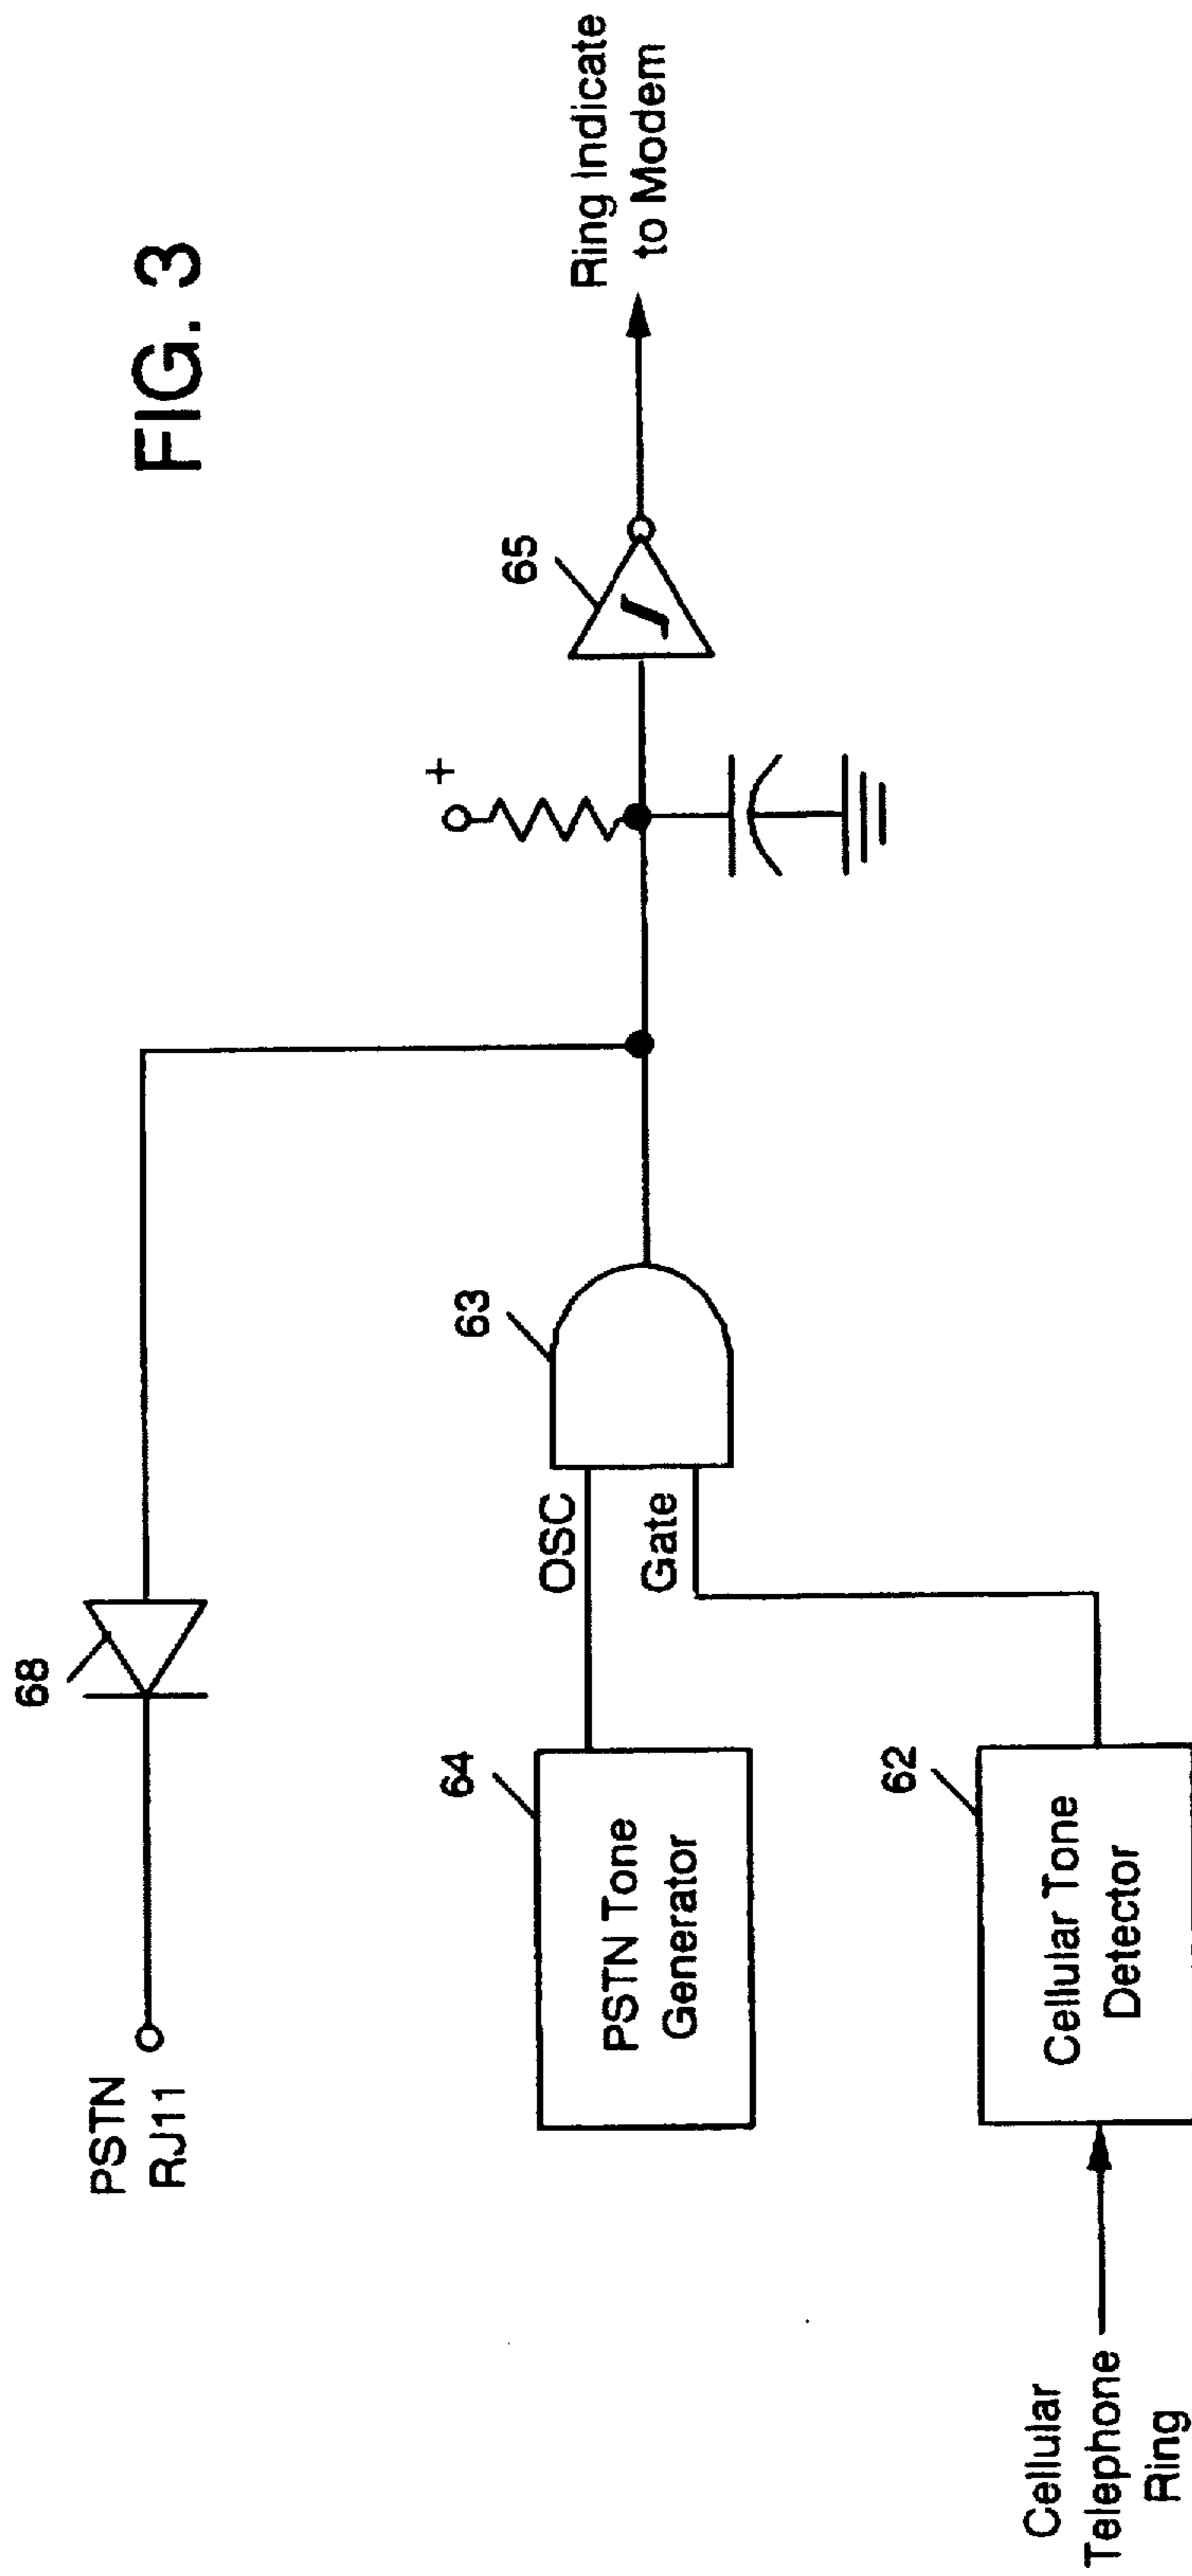 FIG. 3
PSTN
RJ11
68
64
PSTN Tone
Generator
OSC
Gate
63
65
+
Ring Indicate
to Modem
62
Cellular Tone
Detector
Cellular
Telephone
Ring